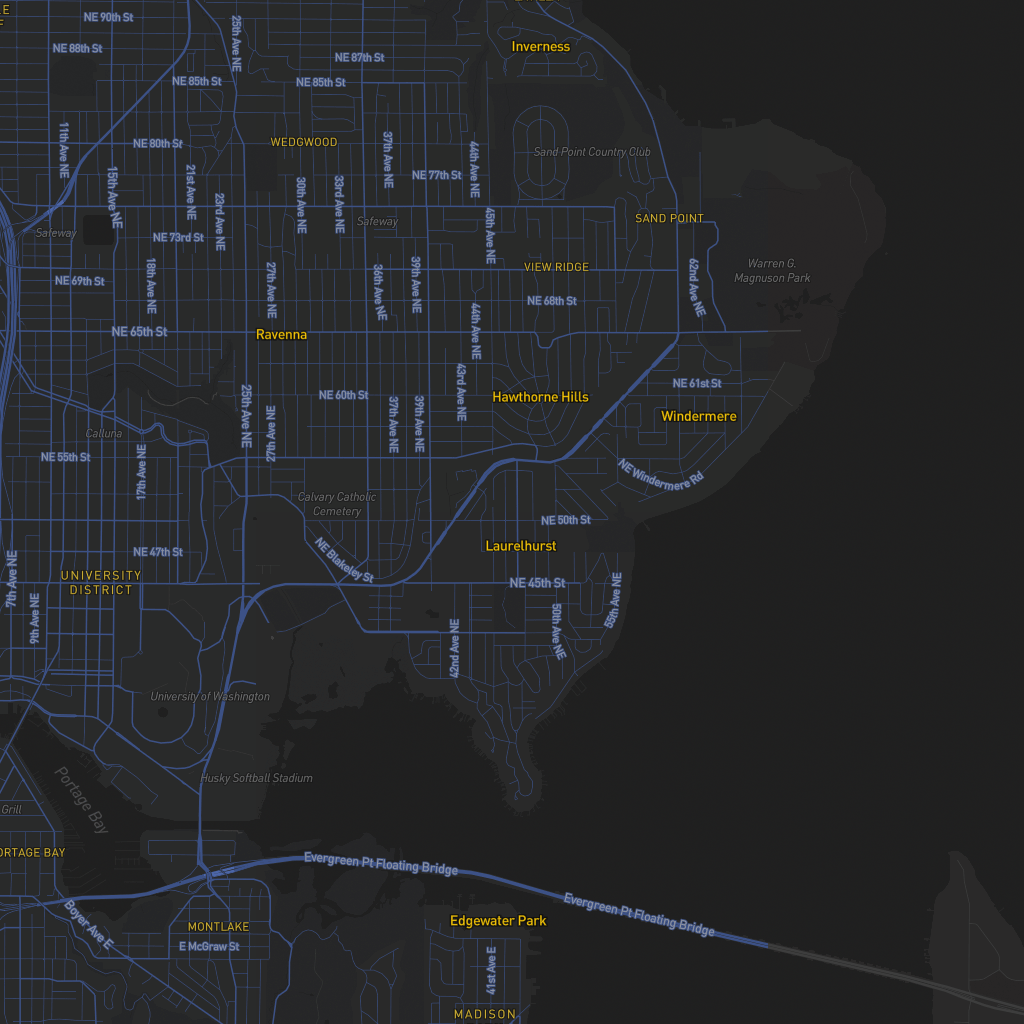 NE 90th St
25th Ave NE
Inverness
NE 88th St
NE 87th St
NE 85th St
NE 85th St
11th Ave NE
NE 80th St
WEDGWOOD
37th Ave NE
44th Ave NE
Sand Point Country Club
15th Ave NE
21st Ave NE
23rd Ave NE
30th Ave NE
33rd Ave NE
NE 77th St
Safeway
NE 73rd St
Safeway
45th Ave NE
SAND POINT
NE 69th St
18th Ave NE
27th Ave NE
36th Ave NE
39th Ave NE
VIEW RIDGE
62nd Ave NE
Warren G.
Magnuson Park
NE 68th St
NE 65th St
Ravenna
44th Ave NE
NE 60th St
43rd Ave NE
Hawthorne Hills
NE 61st St
Windermere
25th Ave NE
27th Ave NE
37th Ave NE
39th Ave NE
Calluna
NE 55th St
17th Ave NE
NE Windermere Rd
Calvary Catholic
Cemetery
NE 50th St
NE 47th St
NE Blakeley St
Laurelhurst
7th Ave NE
UNIVERSITY
DISTRICT
NE 45th St
9th Ave NE
42nd Ave NE
50th Ave NE
55th Ave NE
University of Washington
Portage Bay
Husky Softball Stadium
Grill
ORTAGE BAY
Evergreen Pt Floating Bridge
Evergreen Pt Floating Bridge
Boyer Ave E
MONTLAKE
E McGraw St
Edgewater Park
41st Ave E
MADISON